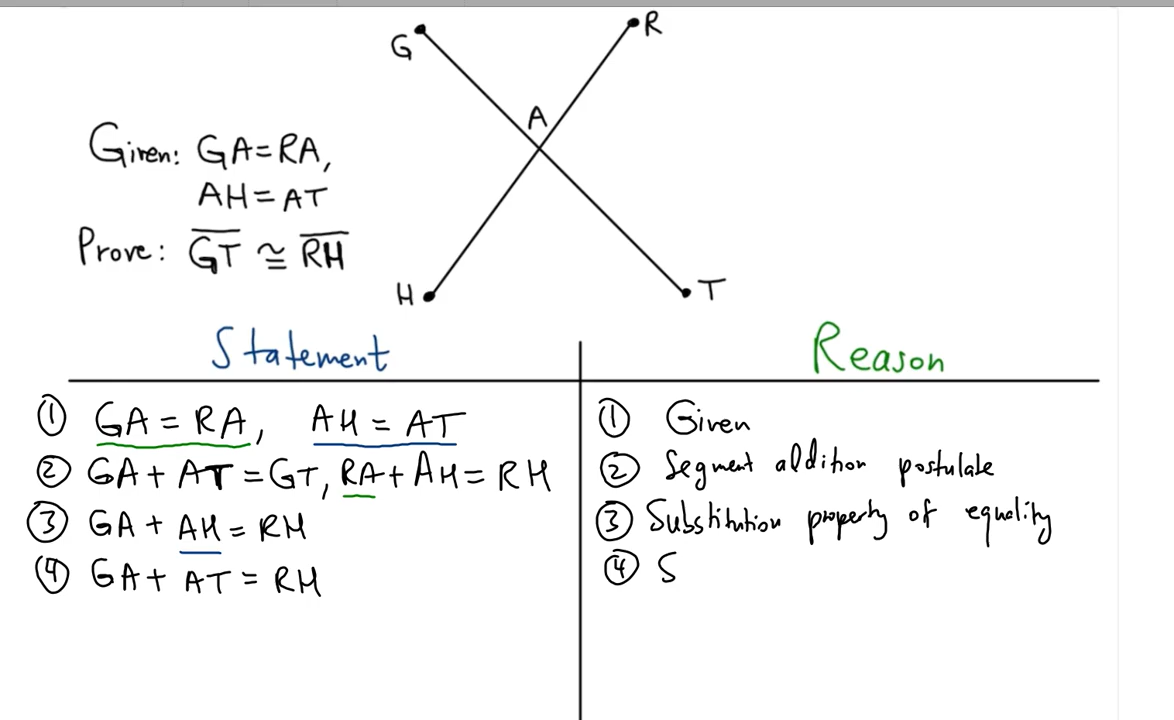 G
R
A
Given: GA=RA,
AH=AT
Prove: GT ≅ RH
H
T
Statement
Reason
① GA = RA, AH = AT
① Given
② GA + AT = GT, RA + AH = RH
② Segment addition postulate
③ GA + AH = RH
③ Substitution property of equality
④ GA + AT = RH
④ S